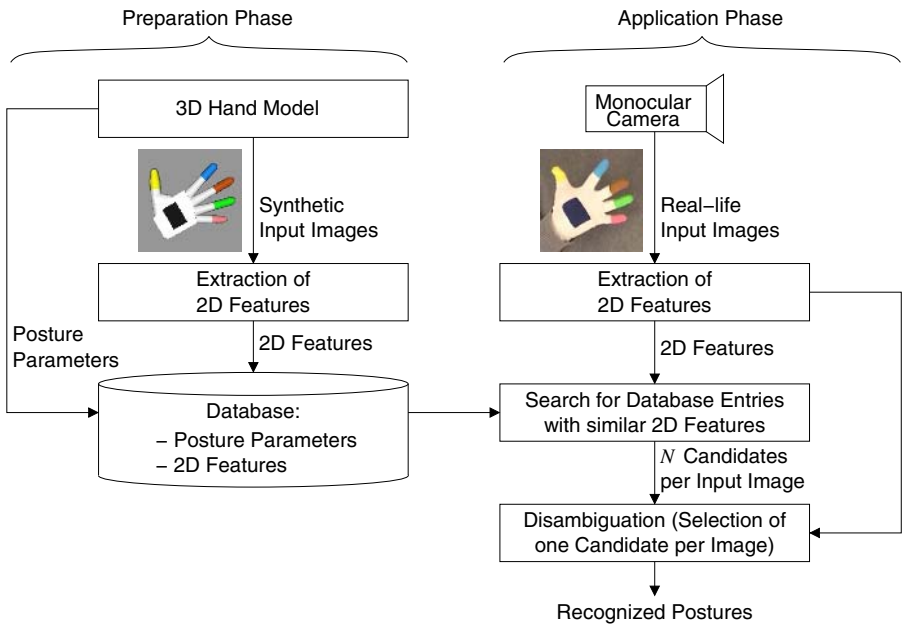 Preparation Phase
3D Hand Model
Synthetic
Input Images
Extraction of
2D Features
Posture
Parameters
2D Features
Database:
– Posture Parameters
– 2D Features
Application Phase
Monocular
Camera
Real–life
Input Images
Extraction of
2D Features
2D Features
Search for Database Entries
with similar 2D Features
N Candidates
per Input Image
Disambiguation (Selection of
one Candidate per Image)
Recognized Postures